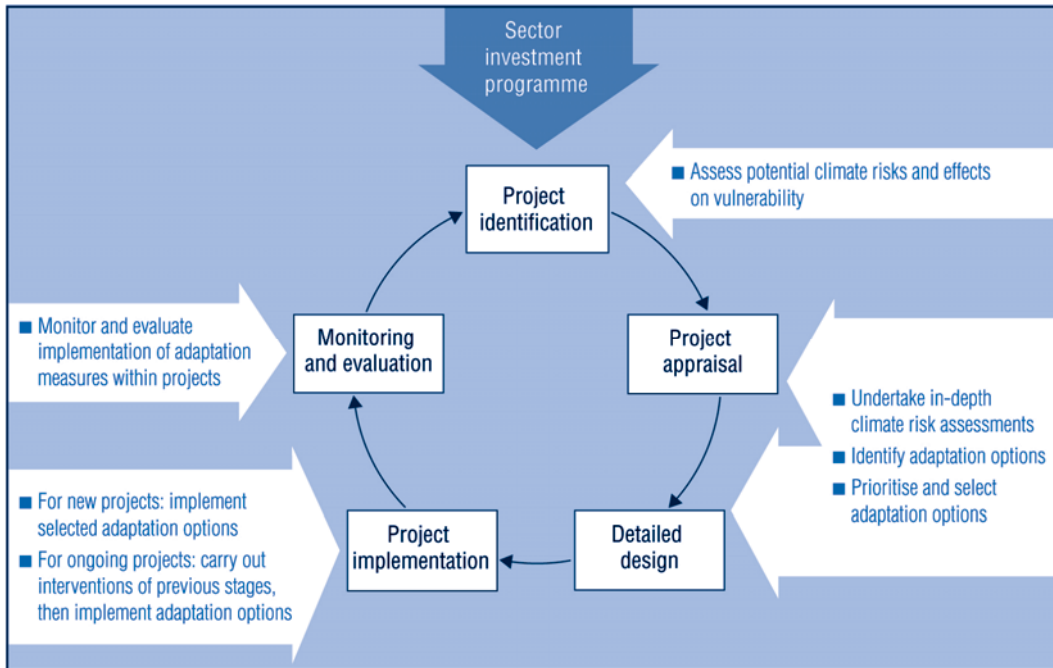 Sector
investment
programme
Project
identification
■ Assess potential climate risks and effects
on vulnerability
■ Monitor and evaluate
implementation of adaptation
measures within projects
Monitoring
and evaluation
Project
appraisal
■ Undertake in-depth
climate risk assessments
■ Identify adaptation options
■ Prioritise and select
adaptation options
■ For new projects: implement
selected adaptation options
■ For ongoing projects: carry out
interventions of previous stages,
then implement adaptation options
Project
implementation
Detailed
design